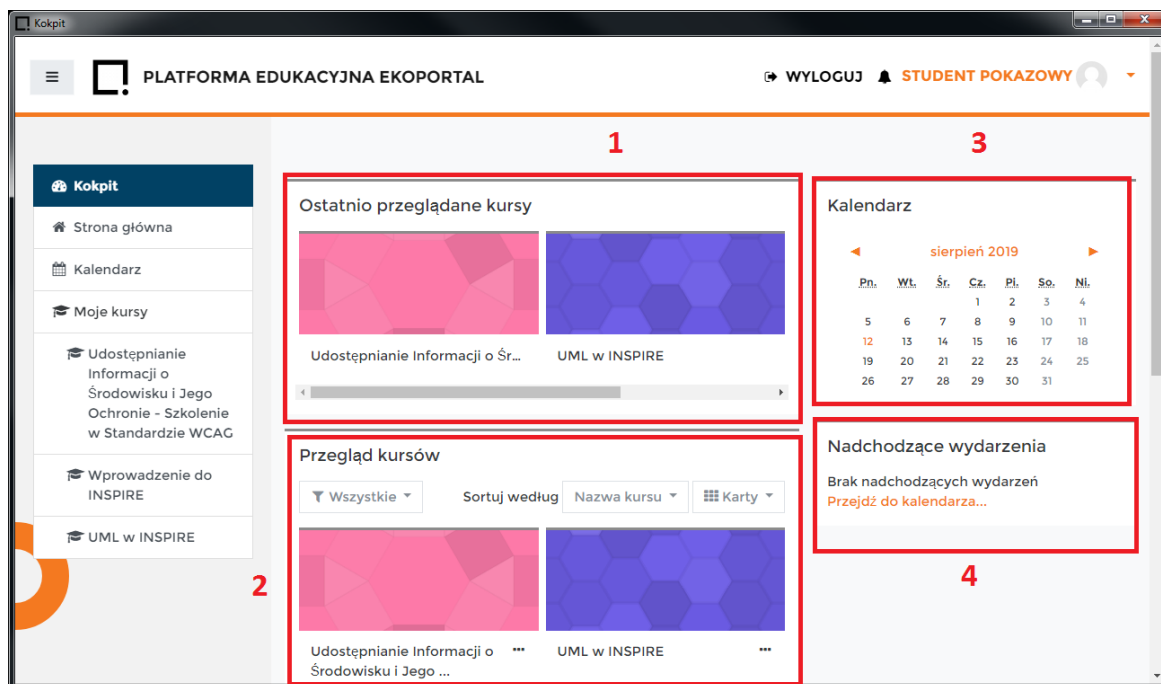 Kokpit
PLATFORMA EDUKACYJNA EKOPORTAL
WYLOGUJ
STUDENT POKAZOWY
Kokpit
Strona główna
Kalendarz
Moje kursy
Udostępnianie
Informacji o
Środowisku i Jego
Ochronie - Szkolenie
w Standardzie WCAG
Wprowadzenie do
INSPIRE
UML w INSPIRE
1
Ostatnio przeglądane kursy
Udostępnianie Informacji o Śr...
UML w INSPIRE
2
Przegląd kursów
Wszystkie
Sortuj według
Nazwa kursu
Karty
Udostępnianie Informacji o
Środowisku i Jego ...
UML w INSPIRE
3
Kalendarz
sierpień 2019
Pn. Wt. Śr. Cz. Pi. So. Ni.
1 2 3 4
5 6 7 8 9 10 11
12 13 14 15 16 17 18
19 20 21 22 23 24 25
26 27 28 29 30 31
Nadchodzące wydarzenia
Brak nadchodzących wydarzeń
Przejdź do kalendarza...
4